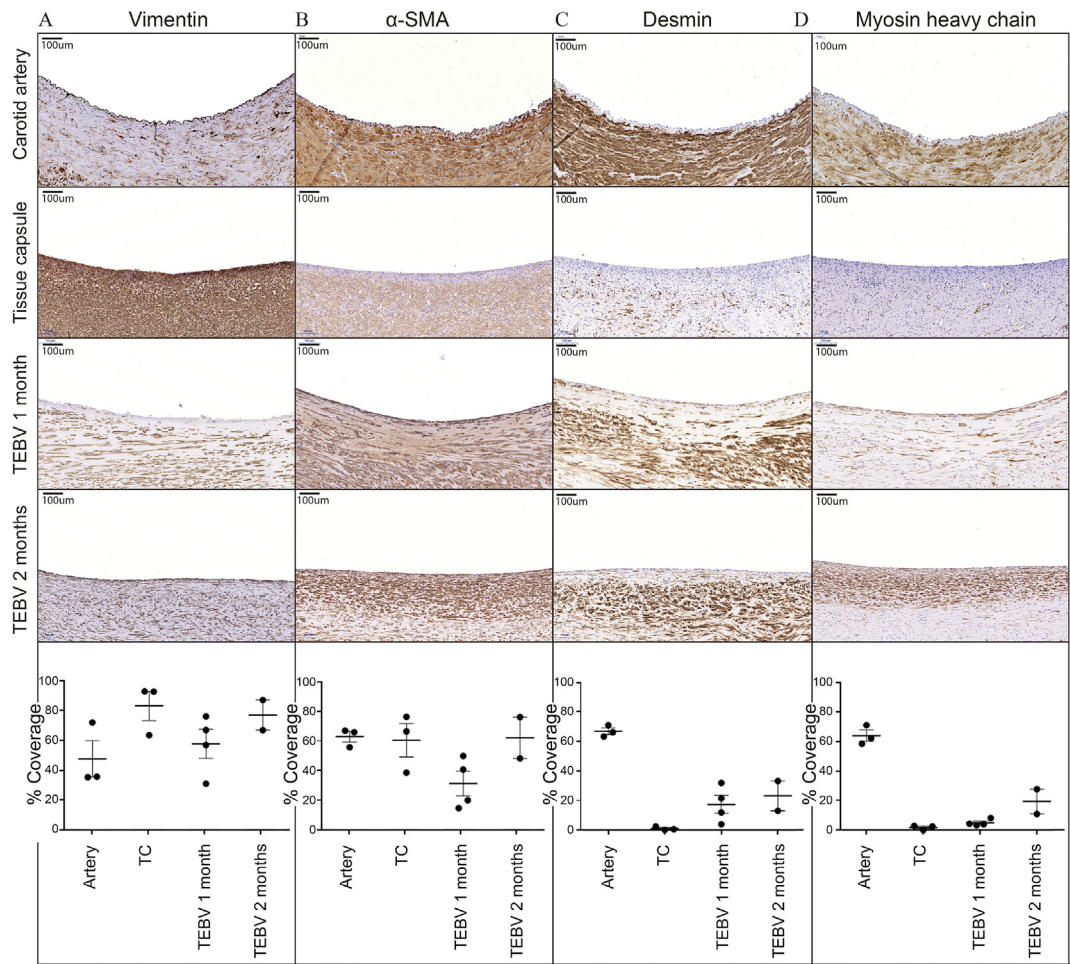 A Vimentin B α-SMA C Desmin D Myosin heavy chain
Carotid artery
100um 100um 100um 100um
Tissue capsule
100um 100um 100um 100um
TEBV 1 month
100um 100um 100um 100um
TEBV 2 months
100um 100um 100um 100um
% Coverage
100
80
60
40
20
0
Artery
TC
TEBV 1 month
TEBV 2 months
% Coverage
100
80
60
40
20
0
Artery
TC
TEBV 1 month
TEBV 2 months
% Coverage
100
80
60
40
20
0
Artery
TC
TEBV 1 month
TEBV 2 months
% Coverage
100
80
60
40
20
0
Artery
TC
TEBV 1 month
TEBV 2 months